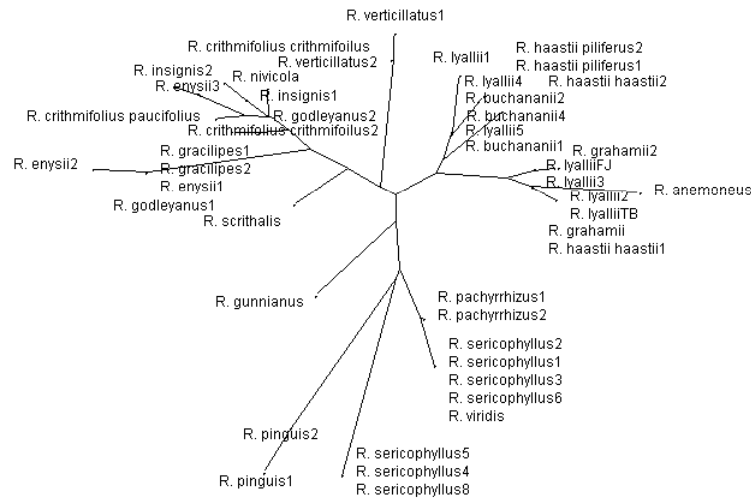 R. verticillatus1
R. crithmifolius crithmifoilus
R. verticillatus2
R. insignis2
R. nivicola
R. enysii3
R. insignis1
R. crithmifolius paucifolius
R. godleyanus2
R. crithmifolius crithmifoilus2
R. gracilipes1
R. enysii2
R. gracilipes2
R. enysii1
R. godleyanus1
R. scrithalis
R. lyallii1
R. haastii piliferus2
R. haastii piliferus1
R. lyallii4
R. haastii haastii2
R. buchananii2
R. buchananii4
R. lyallii5
R. buchananii1
R. grahamii2
R. lyalliiFJ
R. lyallii3
R. anemoneus
R. lyallii2
R. lyalliiTB
R. grahamii
R. haastii haastii1
R. gunnianus
R. pachyrrhizus1
R. pachyrrhizus2
R. sericophyllus2
R. sericophyllus1
R. sericophyllus3
R. sericophyllus6
R. viridis
R. pinguis2
R. pinguis1
R. sericophyllus5
R. sericophyllus4
R. sericophyllus8